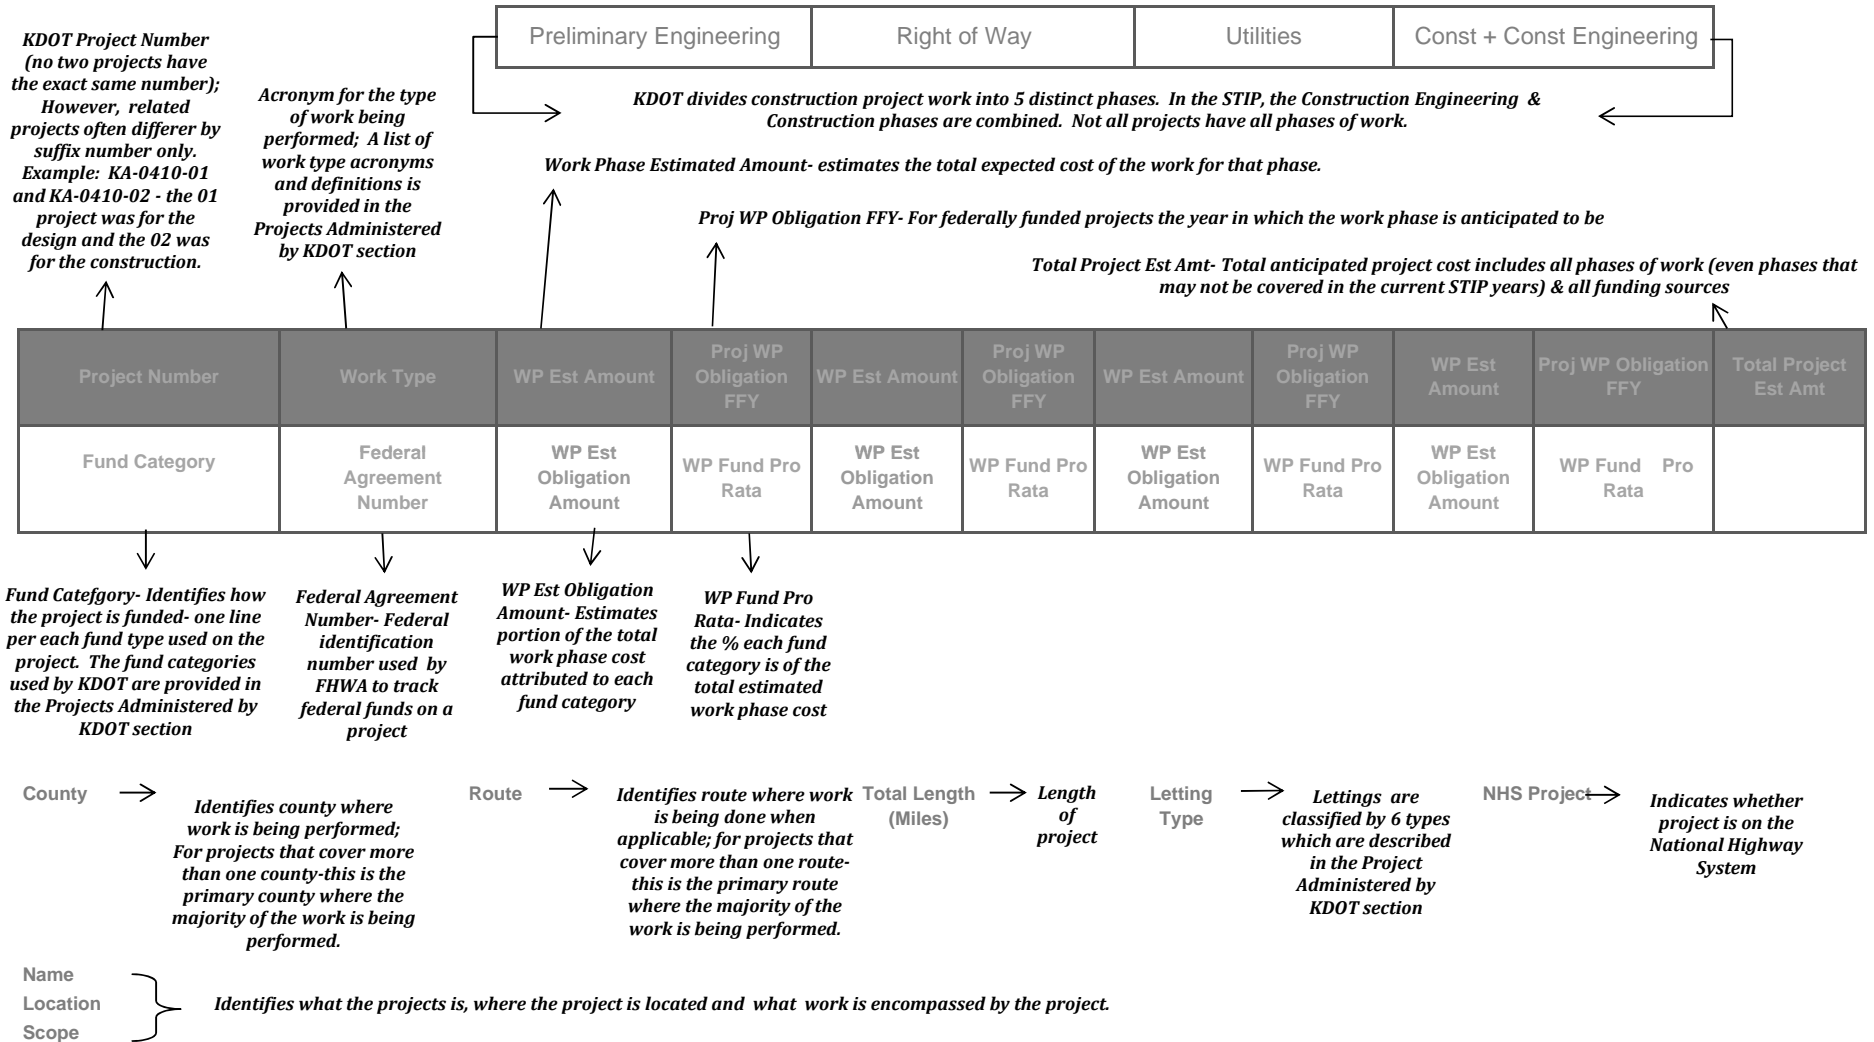 KDOT Project Number
(no two projects have
the exact same number);
However, related
projects often differer by
suffix number only.
Example: KA-0410-01
and KA-0410-02 - the 01
project was for the
design and the 02 was
for the construction.
Acronym for the type
of work being
performed; A list of
work type acronyms
and definitions is
provided in the
Projects Administered
by KDOT section
Preliminary Engineering
Right of Way
Utilities
Const + Const Engineering
KDOT divides construction project work into 5 distinct phases. In the STIP, the Construction Engineering &
Construction phases are combined. Not all projects have all phases of work.
Work Phase Estimated Amount- estimates the total expected cost of the work for that phase.
Proj WP Obligation FFY- For federally funded projects the year in which the work phase is anticipated to be
Total Project Est Amt- Total anticipated project cost includes all phases of work (even phases that
may not be covered in the current STIP years) & all funding sources
Project Number
Work Type
WP Est Amount
Proj WP
Obligation
FFY
WP Est Amount
Proj WP
Obligation
FFY
WP Est Amount
Proj WP
Obligation
FFY
WP Est
Amount
Proj WP Obligation
FFY
Total Project
Est Amt
Fund Category
Federal
Agreement
Number
WP Est
Obligation
Amount
WP Fund Pro
Rata
WP Est
Obligation
Amount
WP Fund Pro
Rata
WP Est
Obligation
Amount
WP Fund Pro
Rata
WP Est
Obligation
Amount
WP Fund Pro
Rata
Fund Catefgory- Identifies how
the project is funded- one line
per each fund type used on the
project. The fund categories
used by KDOT are provided in
the Projects Administered by
KDOT section
Federal Agreement
Number- Federal
identification
number used by
FHWA to track
federal funds on a
project
WP Est Obligation
Amount- Estimates
portion of the total
work phase cost
attributed to each
fund category
WP Fund Pro
Rata- Indicates
the % each fund
category is of the
total estimated
work phase cost
County
Identifies county where
work is being performed;
For projects that cover more
than one county-this is the
primary county where the
majority of the work is being
performed.
Route
Identifies route where work
is being done when
applicable; for projects that
cover more than one route-
this is the primary route
where the majority of the
work is being performed.
Total Length
(Miles)
Length
of
project
Letting
Type
Lettings are
classified by 6 types
which are described
in the Project
Administered by
KDOT section
NHS Project
Indicates whether
project is on the
National Highway
System
Name
Location
Scope
Identifies what the projects is, where the project is located and what work is encompassed by the project.